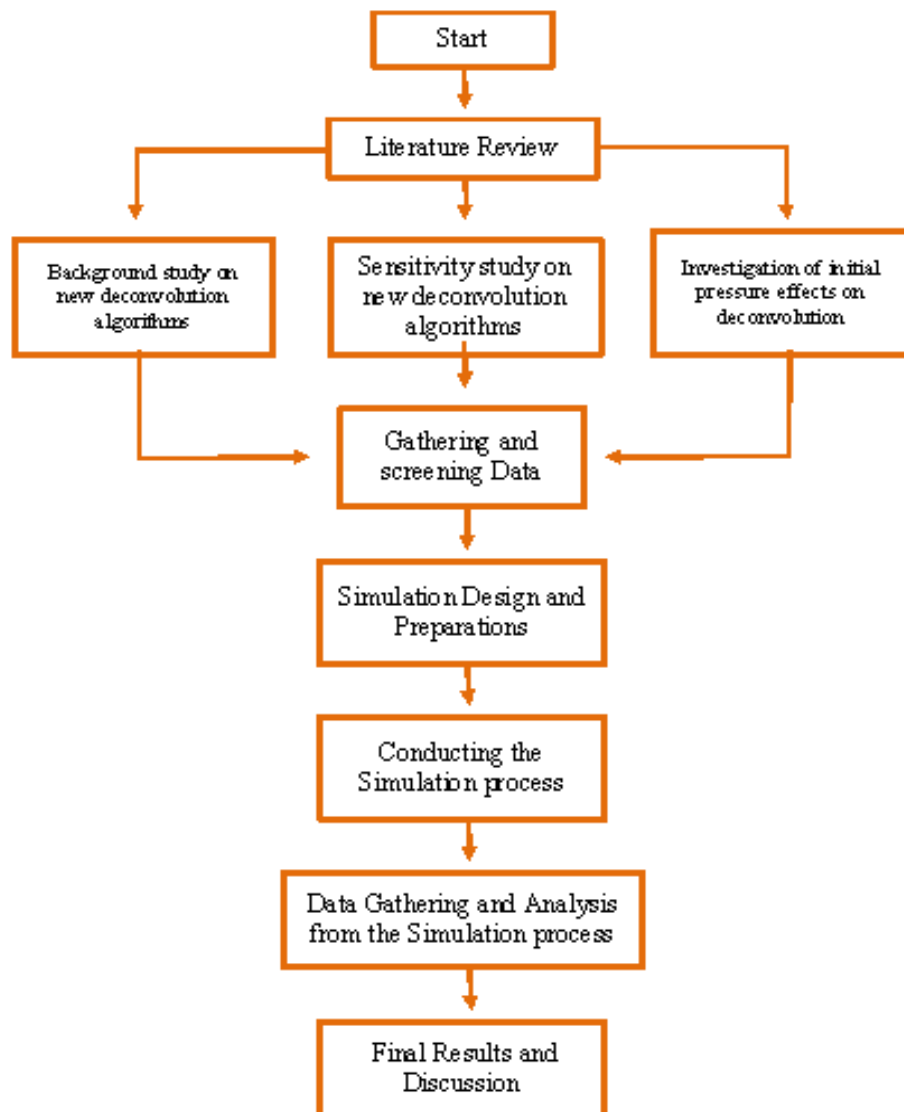 Start
Literature Review
Background study on
new deconvolution
algorithms
Sensitivity study on
new deconvolution
algorithms
Investigation of initial
pressure effects on
deconvolution
Gathering and
screening Data
Simulation Design and
Preparations
Conducting the
Simulation process
Data Gathering and Analysis
from the Simulation process
Final Results and
Discussion